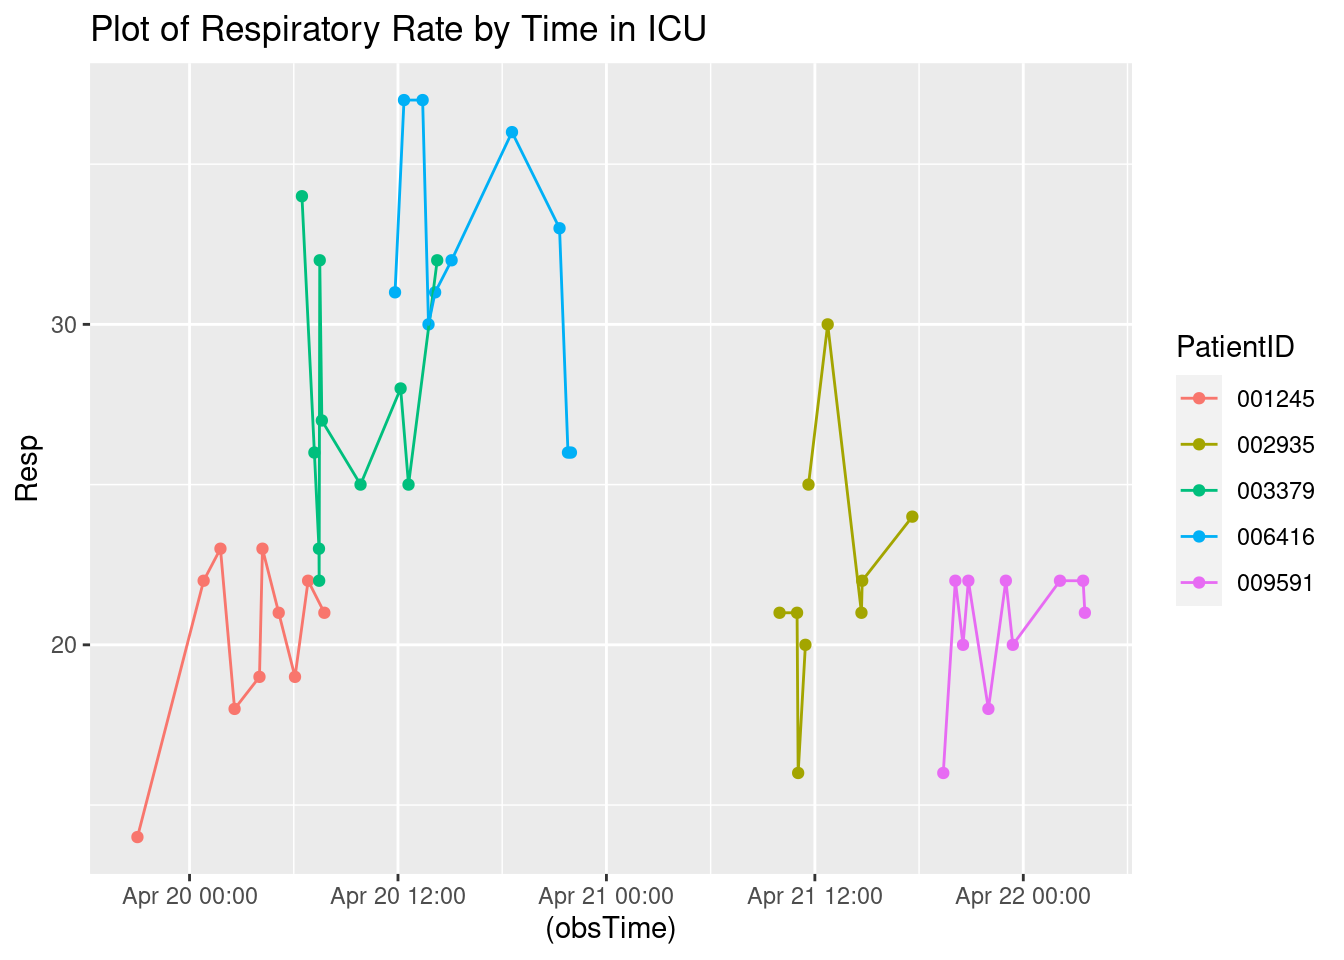 Plot of Respiratory Rate by Time in ICU
Resp
30
20
Apr 20 00:00
Apr 20 12:00
Apr 21 00:00
Apr 21 12:00
Apr 22 00:00
(obsTime)
PatientID
001245
002935
003379
006416
009591